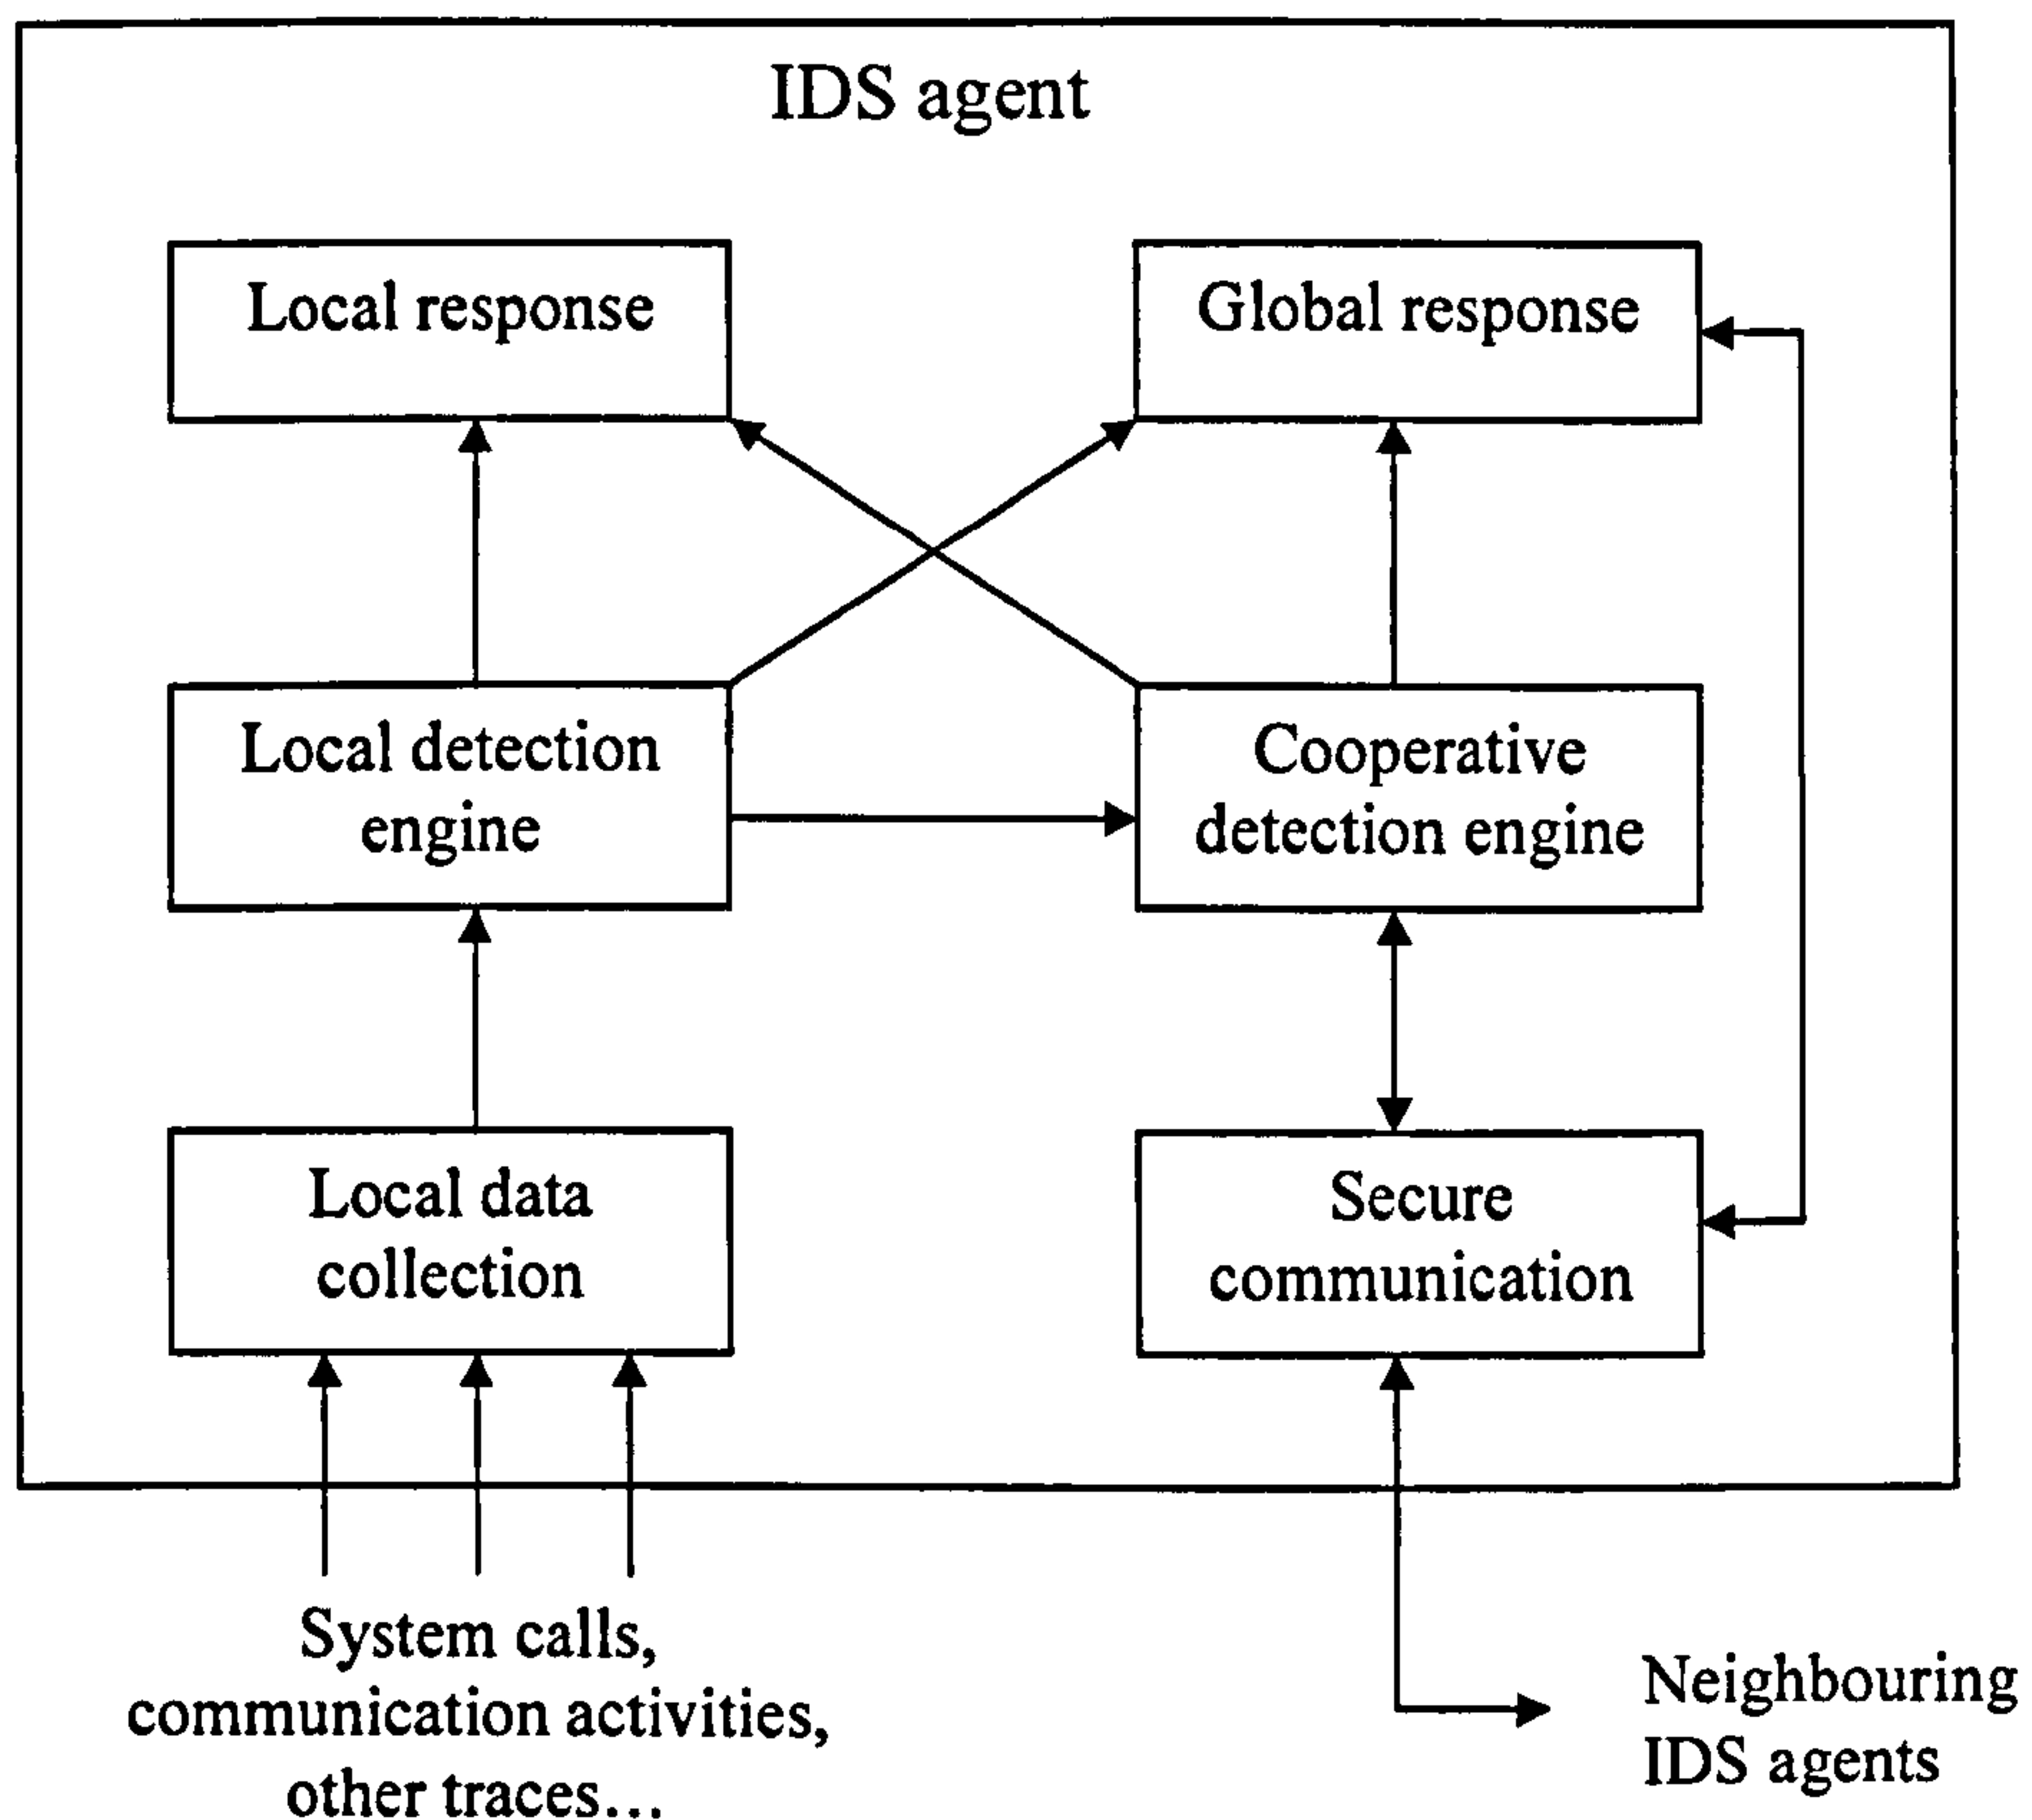 IDS agent
Local response
Global response
Local detection
engine
Cooperative
detection engine
Local data
collection
Secure
communication
System calls,
communication activities,
other traces...
Neighbouring
IDS agents